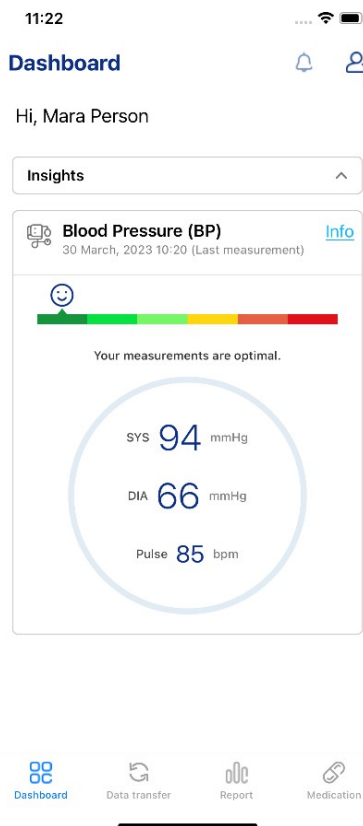 11:22
Dashboard
Hi, Mara Person
Insights
Blood Pressure (BP)
Info
30 March, 2023 10:20 (Last measurement)
Your measurements are optimal.
SYS 94 mmHg
DIA 66 mmHg
Pulse 85 bpm
Dashboard Data transfer Report Medication